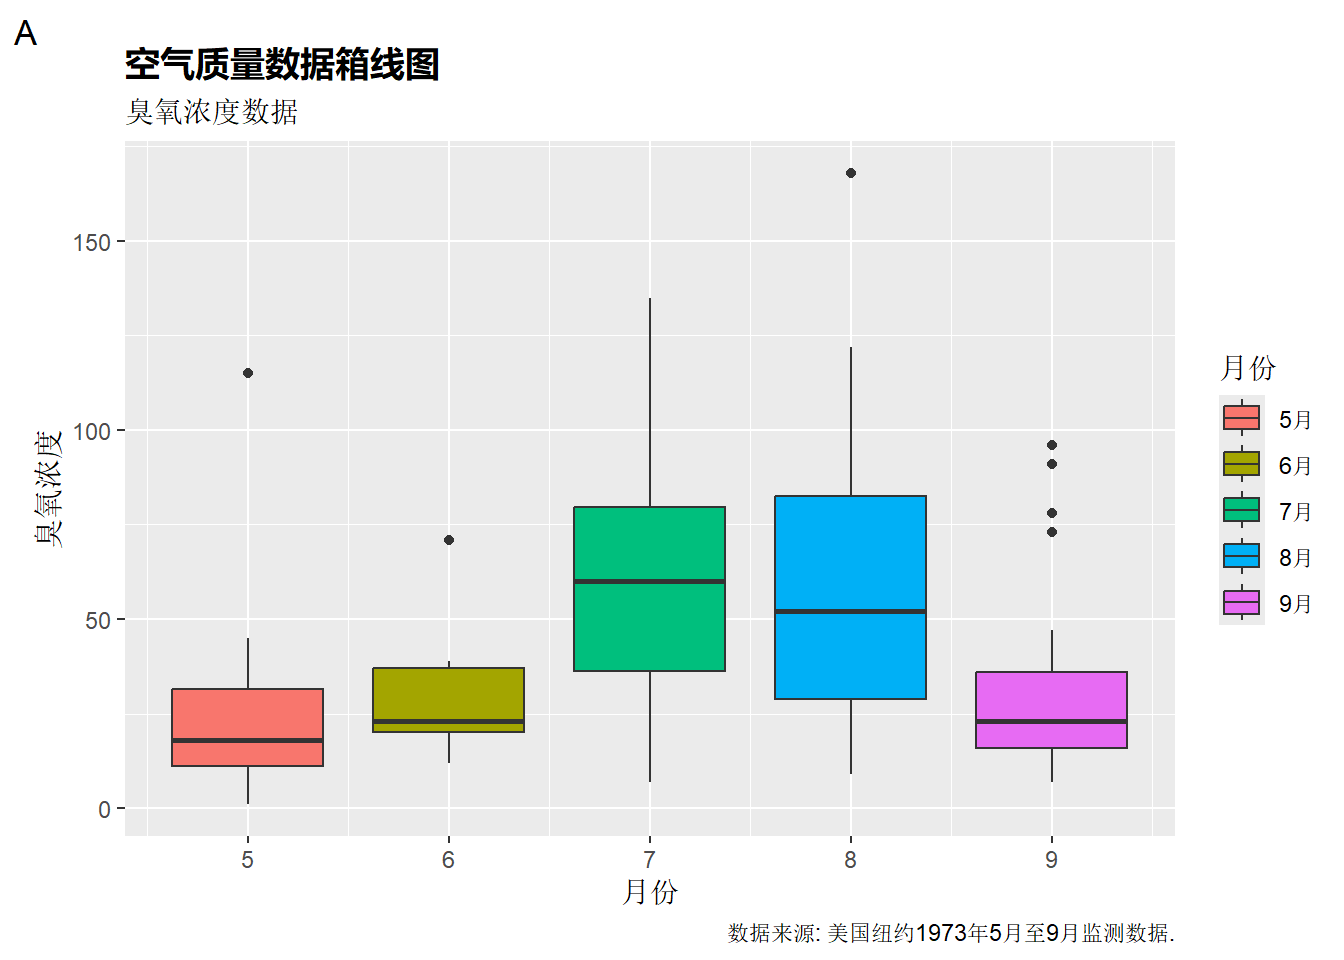 A
空气质量数据箱线图
臭氧浓度数据
臭氧浓度
150
100
50
0
5 6 7 8 9
月份
月份
5月
6月
7月
8月
9月
数据来源: 美国纽约1973年5月至9月监测数据.